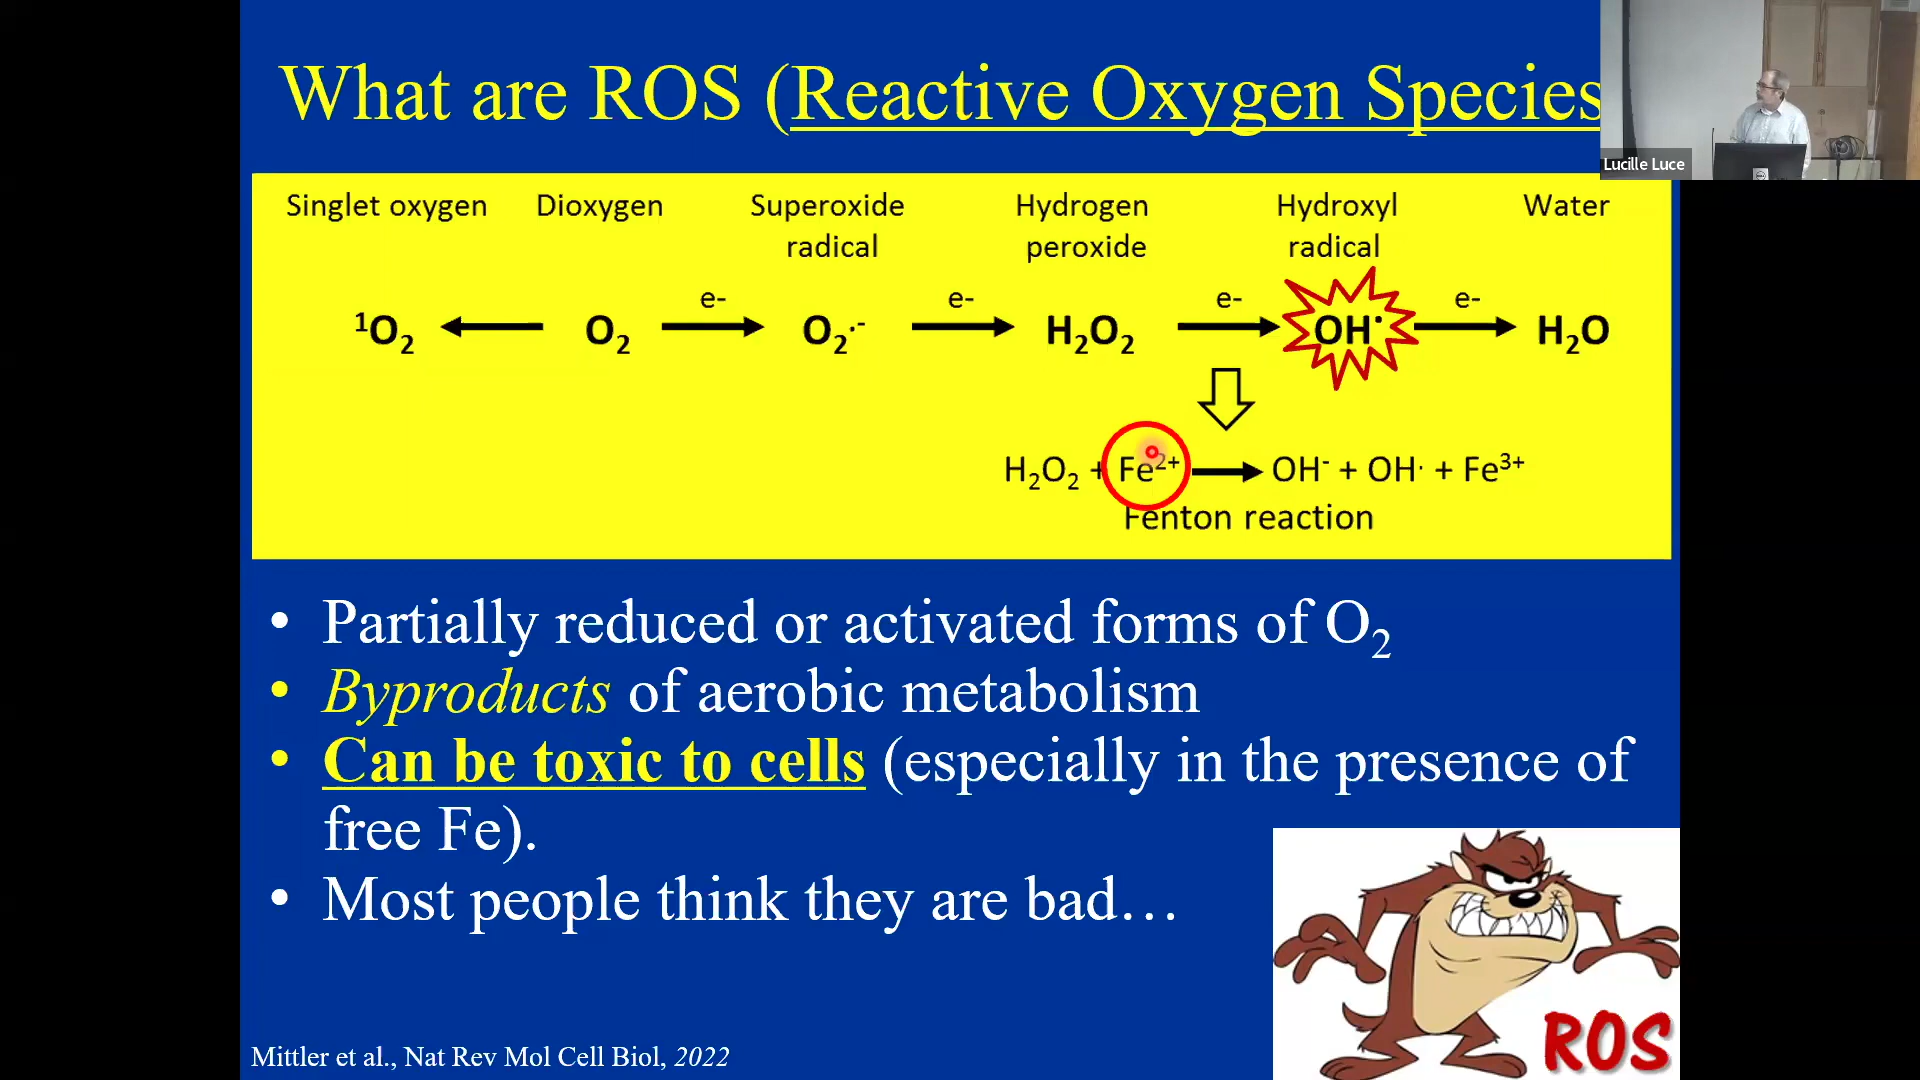 What are ROS (Reactive Oxygen Species
Lucille Luce
Singlet oxygen Dioxygen Superoxide radical Hydrogen peroxide Hydroxyl radical Water
¹O₂ O₂ e- O₂·- e- H₂O₂ e- OH· e- H₂O
H₂O₂ + Fe²⁺ OH⁻ + OH· + Fe³⁺
Fenton reaction
• Partially reduced or activated forms of O₂
• Byproducts of aerobic metabolism
• Can be toxic to cells (especially in the presence of
free Fe).
• Most people think they are bad…
ROS
Mittler et al., Nat Rev Mol Cell Biol, 2022